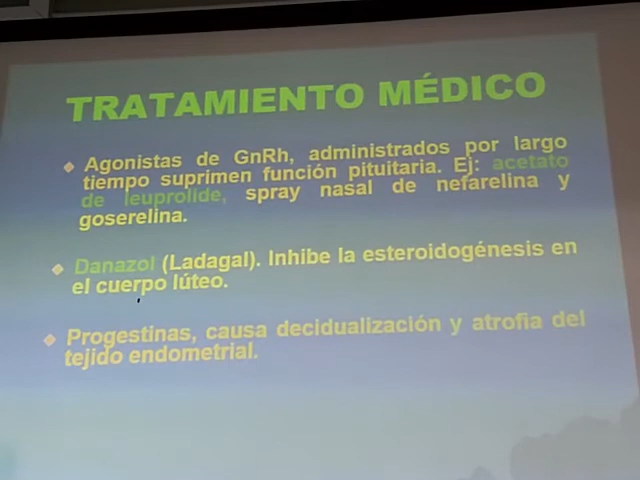 TRATAMIENTO MÉDICO
Agonistas de GnRh, administrados por largo
tiempo suprimen función pituitaria. Ej: acetato
de leuprolide, spray nasal de nefarelina y
goserelina.
Danazol (Ladagal). Inhibe la esteroidogénesis en
el cuerpo lúteo.
Progestinas, causa decidualización y atrofia del
tejido endometrial.